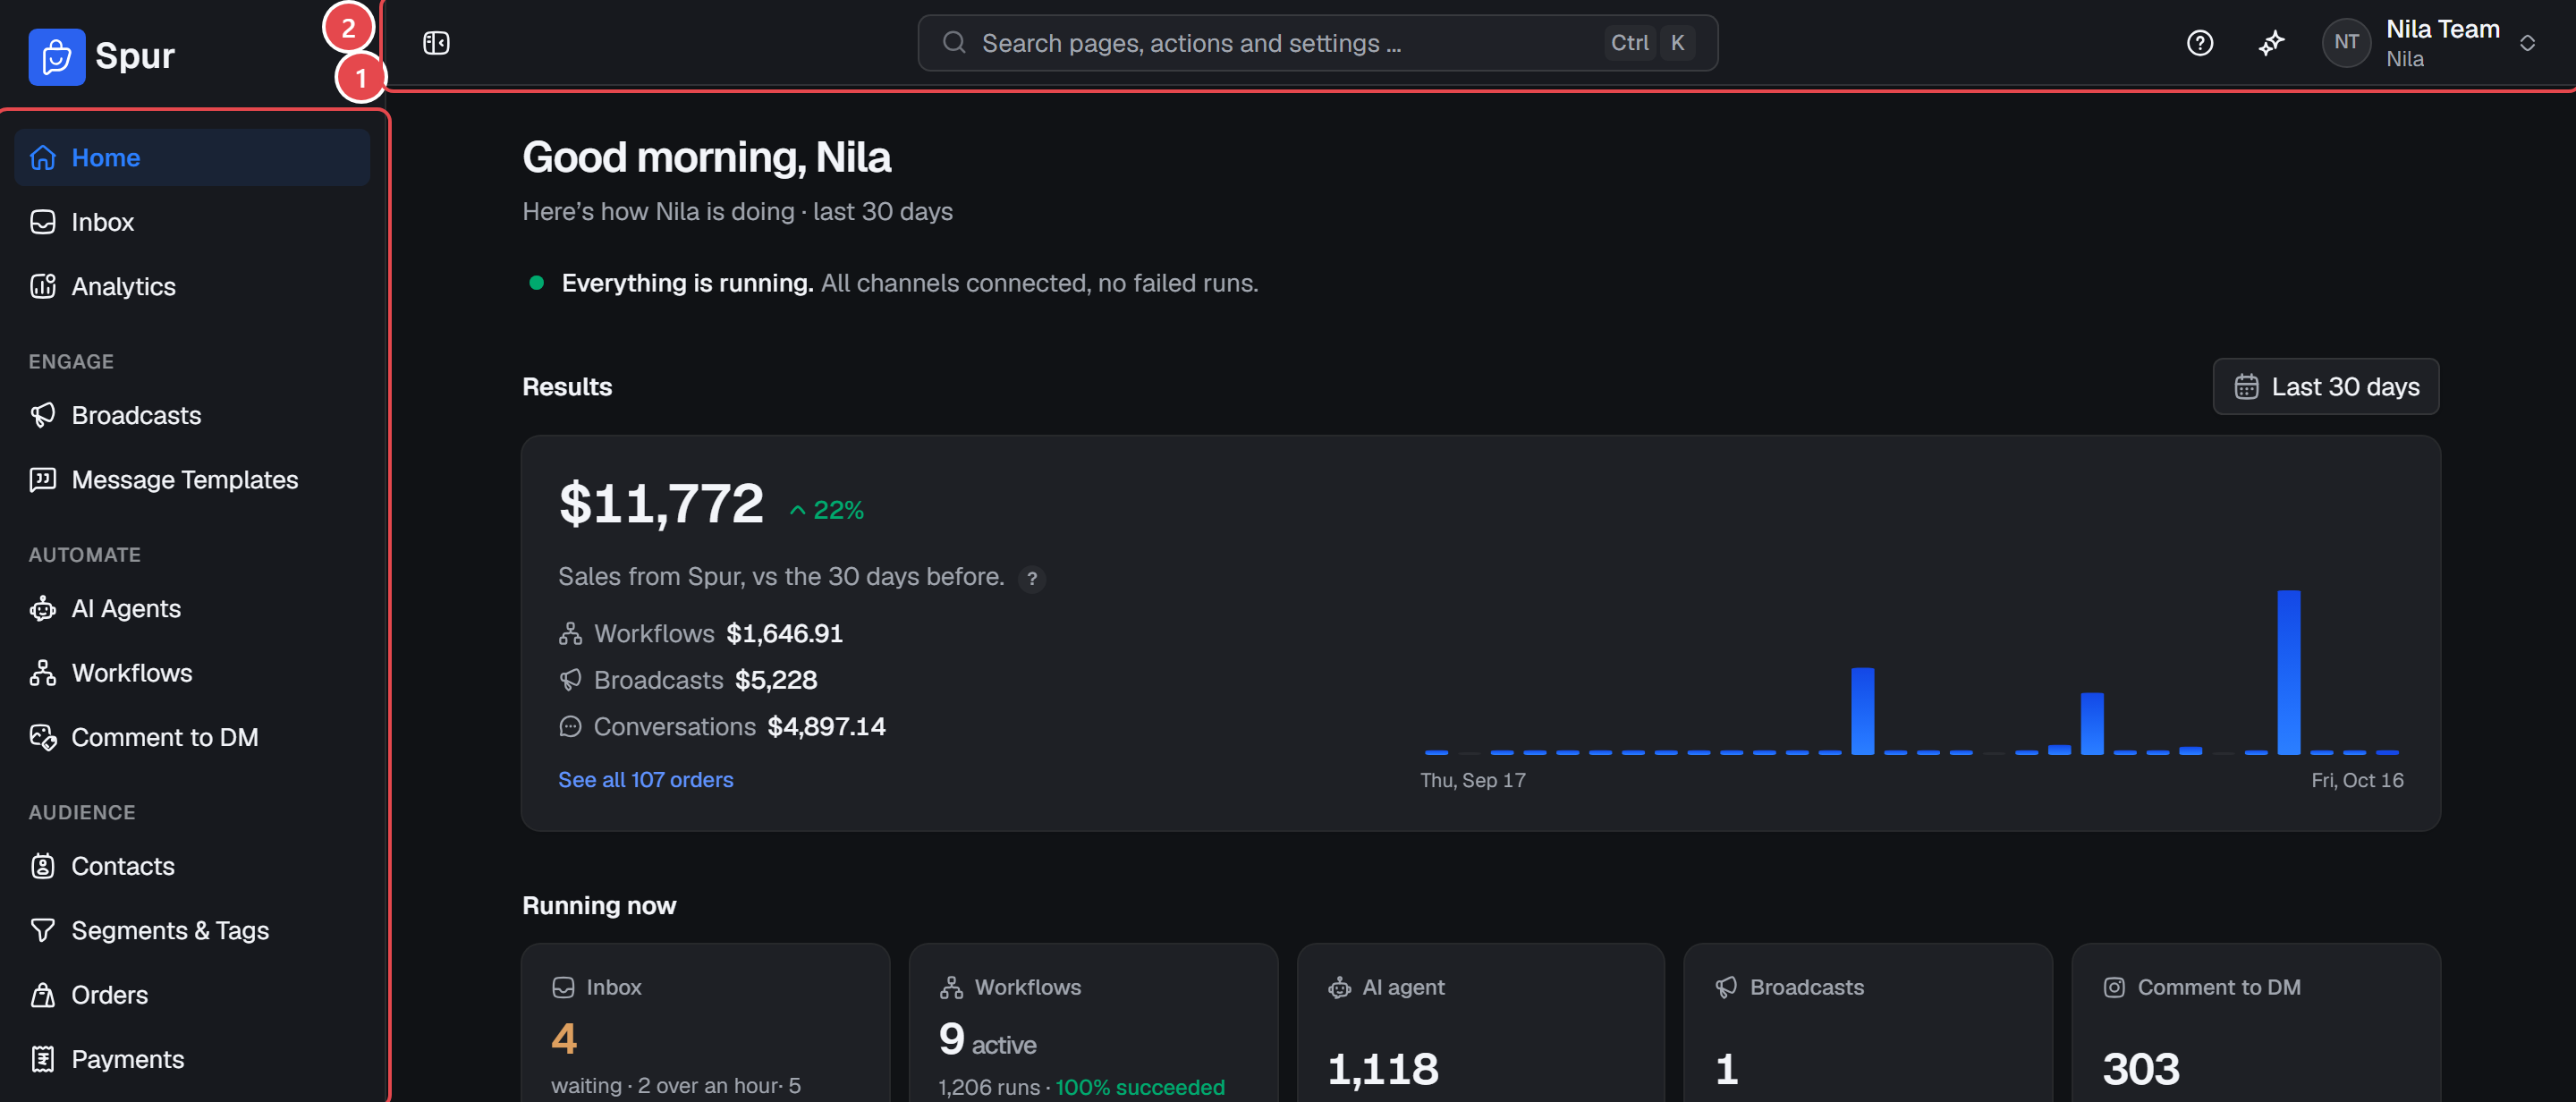 Spur
2
1
Search pages, actions and settings ...
Ctrl K
NT
Nila Team
Nila
Home
Inbox
Analytics
ENGAGE
Broadcasts
Message Templates
AUTOMATE
AI Agents
Workflows
Comment to DM
AUDIENCE
Contacts
Segments & Tags
Orders
Payments
Good morning, Nila
Here’s how Nila is doing · last 30 days
Everything is running. All channels connected, no failed runs.
Results
Last 30 days
$11,772 22%
Sales from Spur, vs the 30 days before. ?
Workflows $1,646.91
Broadcasts $5,228
Conversations $4,897.14
See all 107 orders
Thu, Sep 17
Fri, Oct 16
Running now
Inbox
4
waiting · 2 over an hour· 5
Workflows
9 active
1,206 runs · 100% succeeded
AI agent
1,118
Broadcasts
1
Comment to DM
303